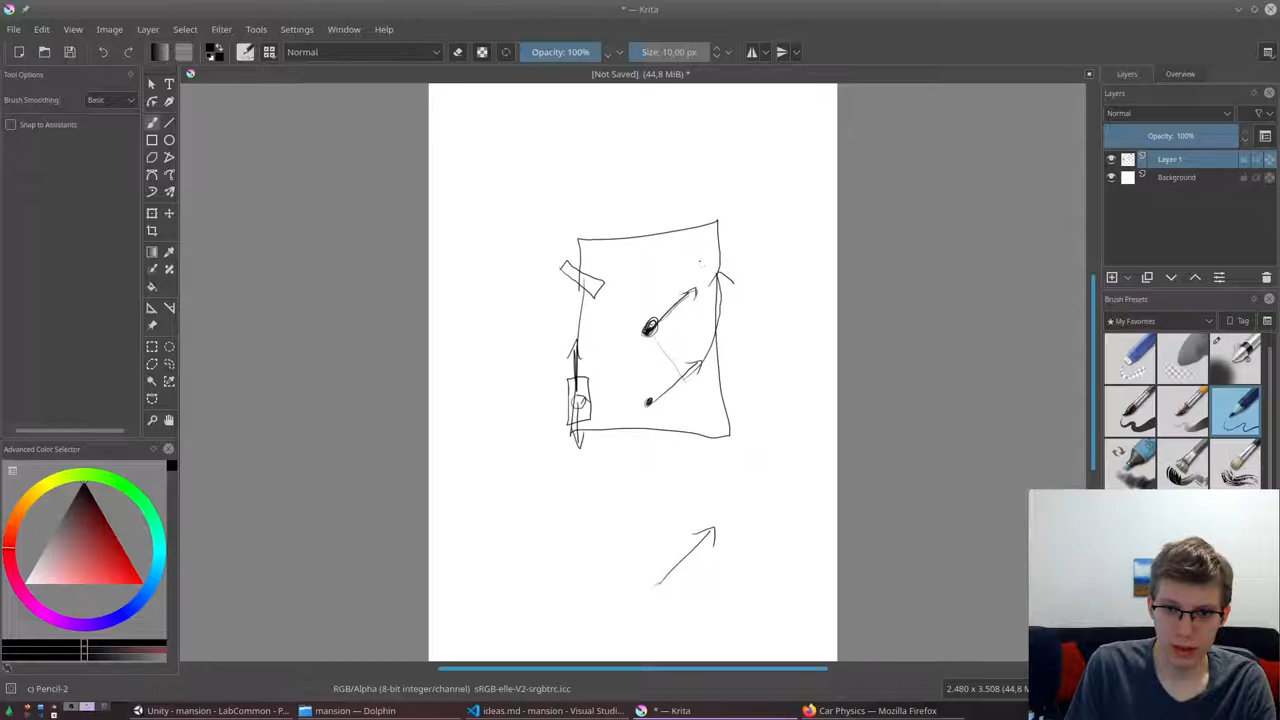 * — Krita
File Edit View Image Layer Select Filter Tools Settings Window Help
Normal
Opacity: 100%
Size: 10,00 px
Tool Options
[Not Saved] (44,8 MiB) *
Layers Overview
Brush Smoothing: Basic
Snap to Assistants
Layers
Normal
Opacity: 100%
Layer 1
Background
Brush Presets
★ My Favorites
Tag
Advanced Color Selector
c) Pencil-2
RGB/Alpha (8-bit integer/channel) sRGB-elle-V2-srgbtrc.icc
2.480 x 3.508 (44,8 M
Unity - mansion - LabCommon - P...
mansion — Dolphin
ideas.md - mansion - Visual Studi...
* — Krita
Car Physics — Mozilla Firefox